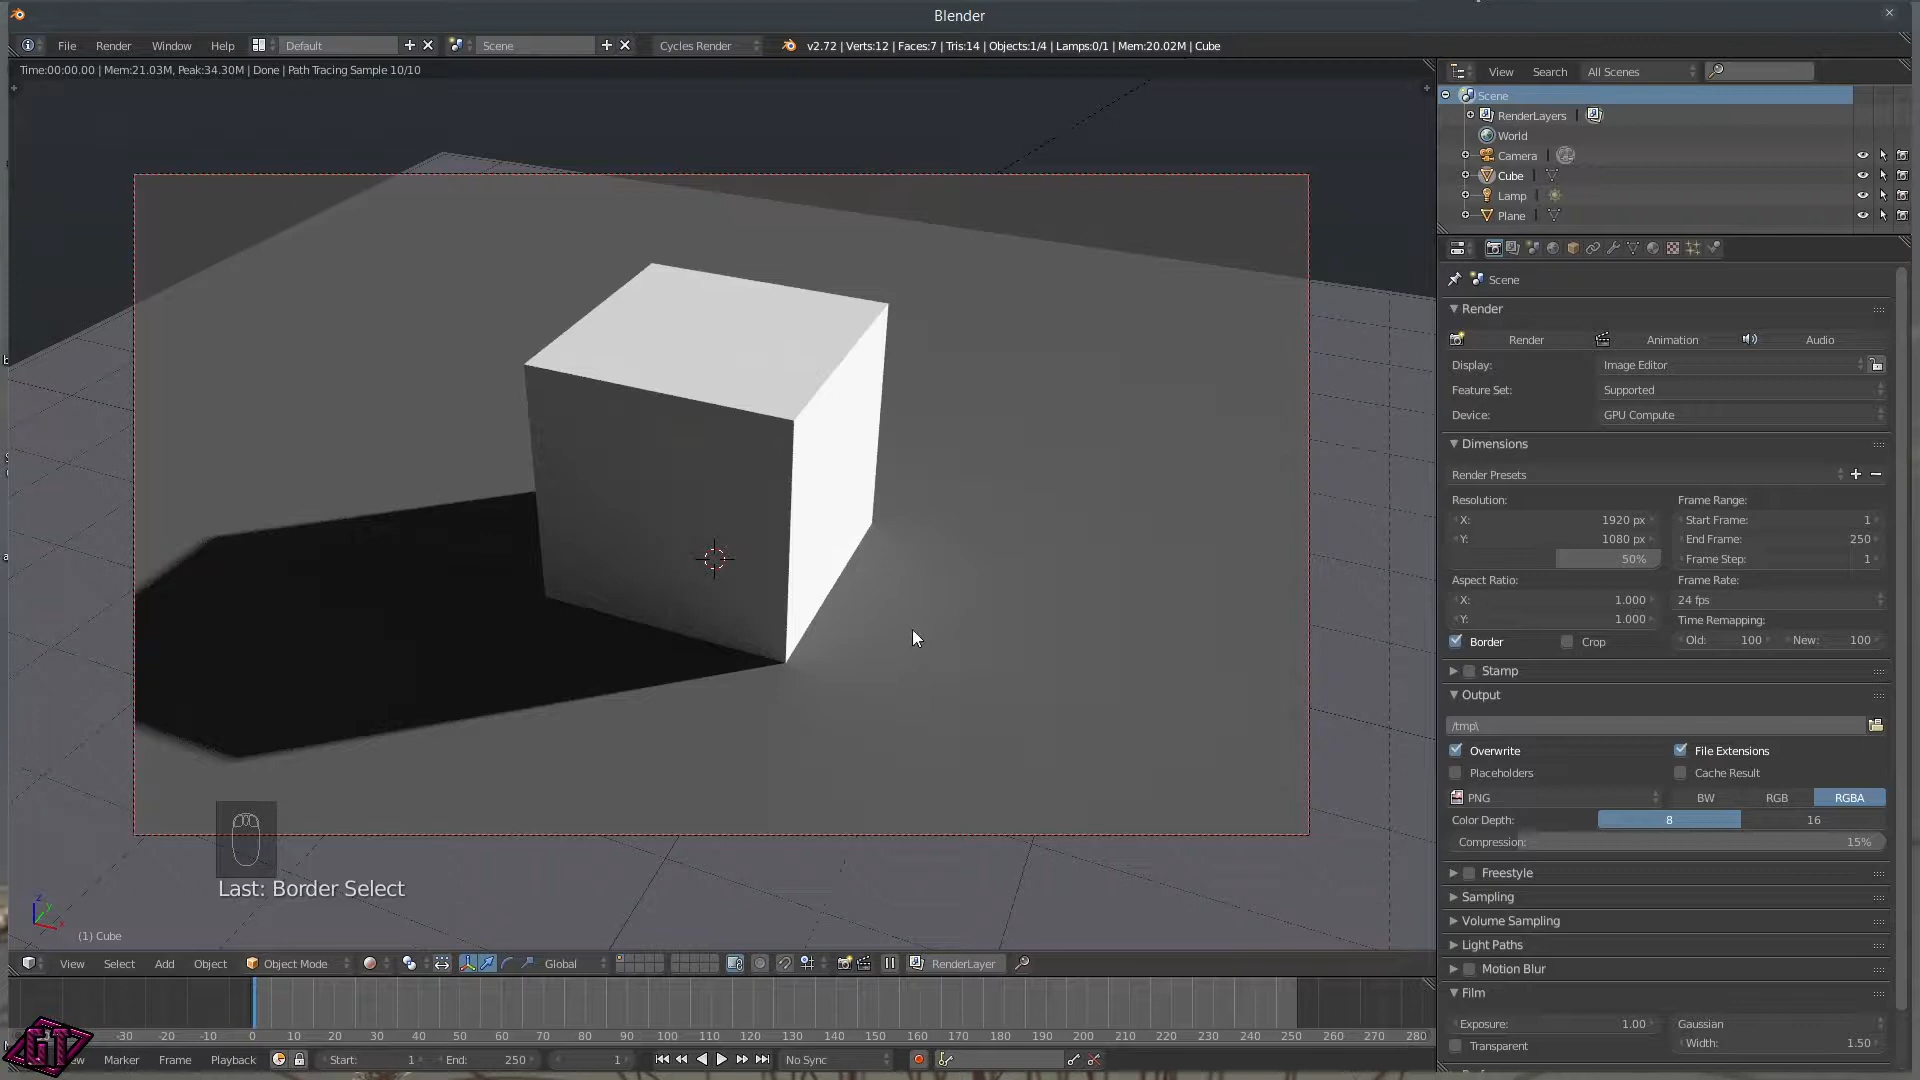 Blender
File Render Window Help Default Scene Cycles Render v2.72 | Verts:12 | Faces:7 | Tris:14 | Objects:1/4 | Lamps:0/1 | Mem:20.02M | Cube
Time:00:00.00 | Mem:21.03M, Peak:34.30M | Done | Path Tracing Sample 10/10
View Search All Scenes
Scene
RenderLayers |
World
Camera |
Cube |
Lamp |
Plane |
Scene
Render
Render Animation Audio
Display: Image Editor
Feature Set: Supported
Device: GPU Compute
Dimensions
Render Presets
Resolution: Frame Range:
X: 1920 px Start Frame: 1
Y: 1080 px End Frame: 250
50% Frame Step: 1
Aspect Ratio: Frame Rate:
X: 1.000 24 fps
Y: 1.000 Time Remapping:
Border Crop Old: 100 New: 100
Stamp
Output
/tmp\
Overwrite File Extensions
Placeholders Cache Result
PNG BW RGB RGBA
Color Depth: 8 16
Compression: 15%
Freestyle
Sampling
Volume Sampling
Light Paths
Motion Blur
Film
Exposure: 1.00 Gaussian
Transparent Width: 1.50
Last: Border Select
(1) Cube
View Select Add Object Object Mode Global RenderLayer
-30 -20 -10 0 10 20 30 40 50 60 70 80 90 100 110 120 130 140 150 160 170 180 190 200 210 220 230 240 250 260 270 280
Marker Frame Playback Start: 1 End: 250 1 No Sync
GT